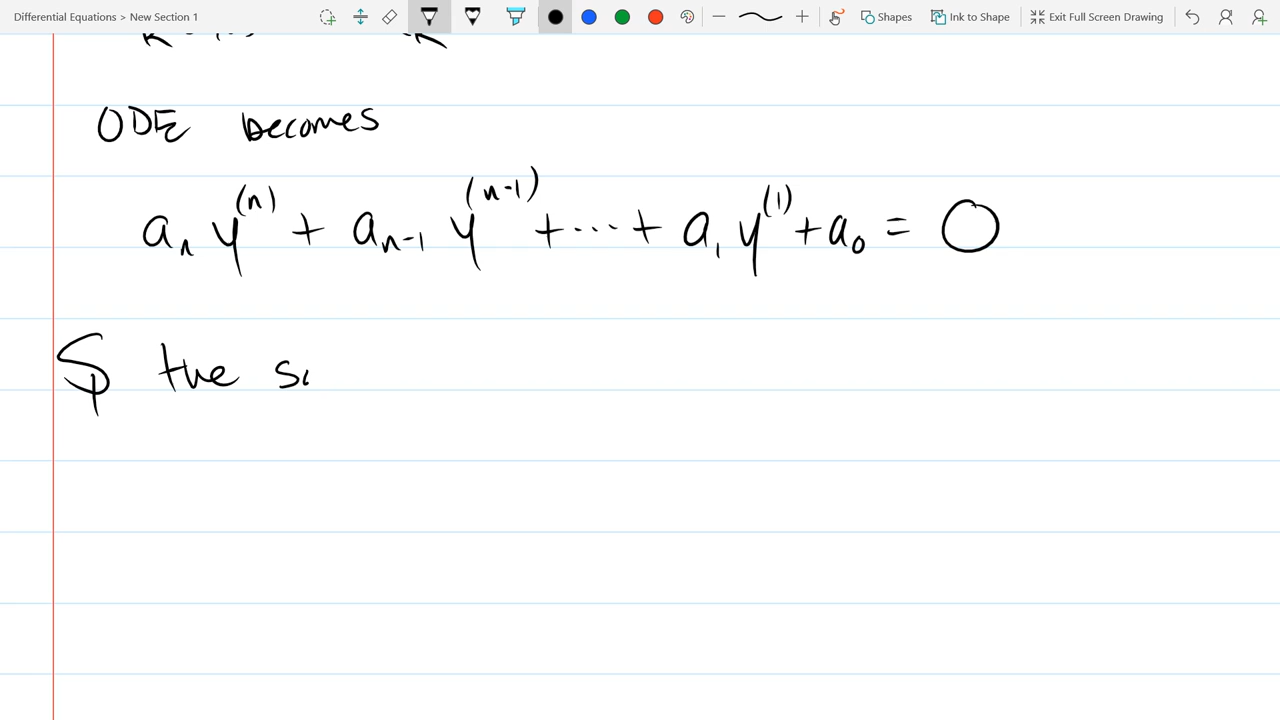 Differential Equations > New Section 1
Shapes
Ink to Shape
Exit Full Screen Drawing
ODE becomes
aₙ y⁽ⁿ⁾ + aₙ₋₁ y⁽ⁿ⁻¹⁾ + ⋯ + a₁ y⁽¹⁾ + a₀ = 0
the